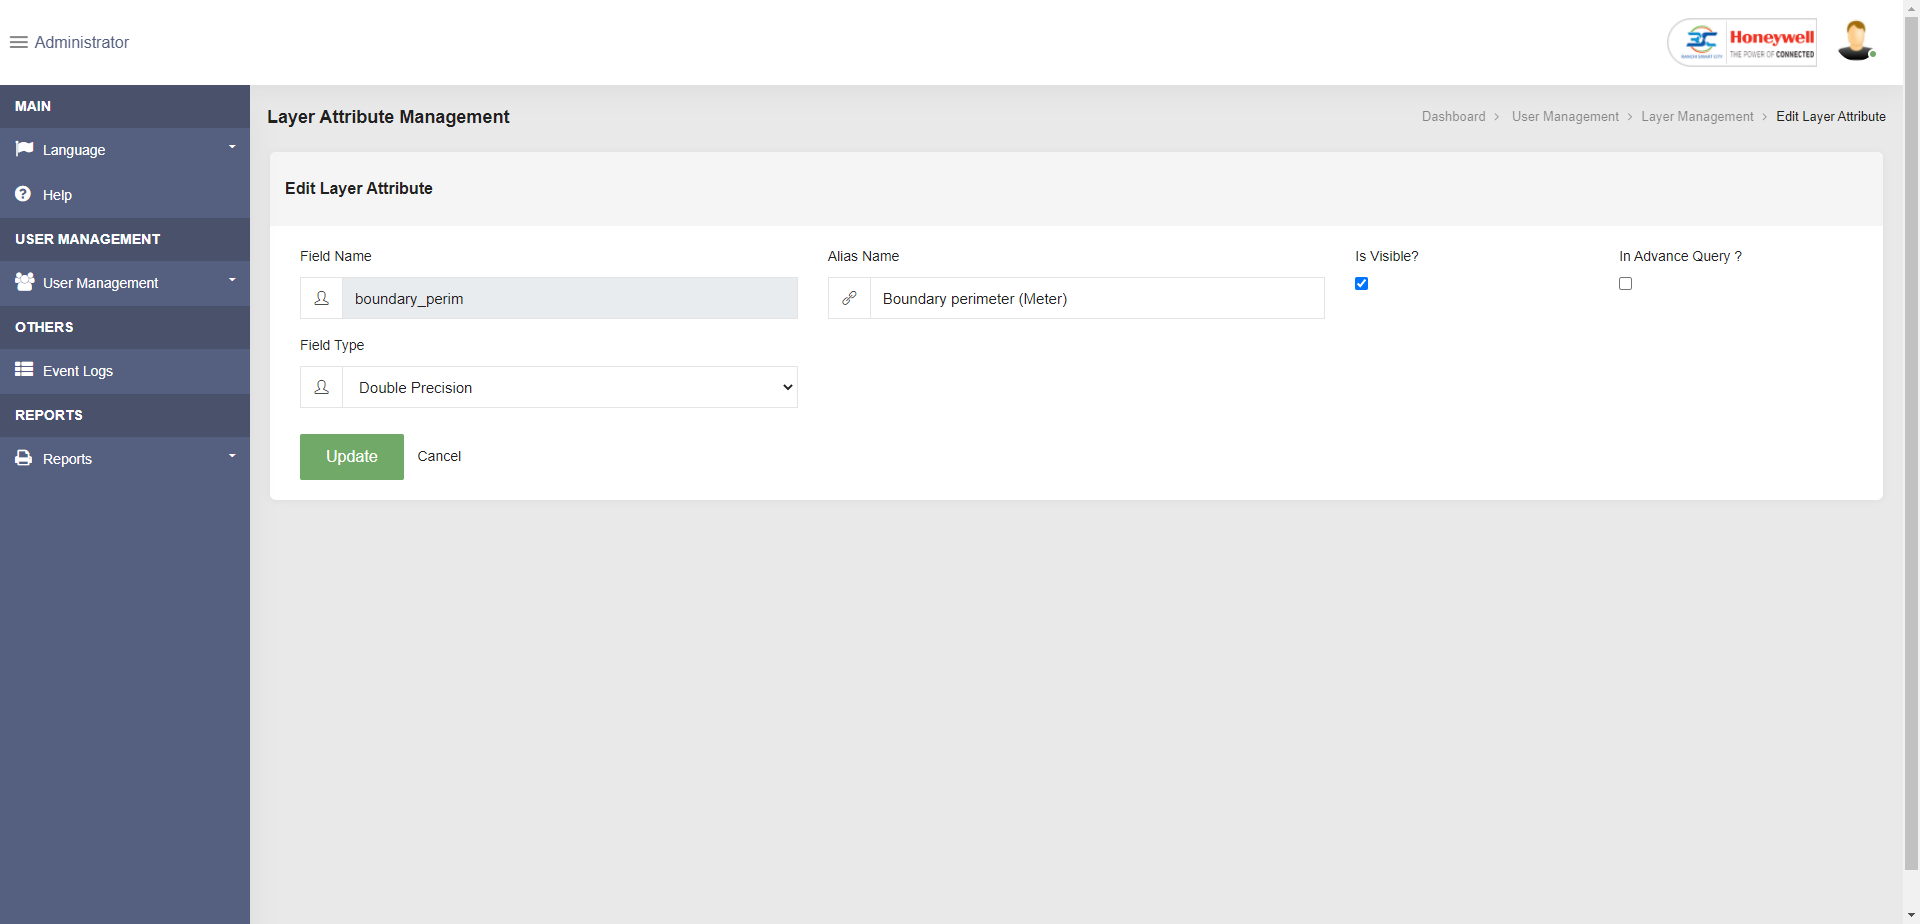 Administrator
Honeywell
THE POWER OF CONNECTED
MAIN
Language
Help
USER MANAGEMENT
User Management
OTHERS
Event Logs
REPORTS
Reports
Layer Attribute Management
Dashboard > User Management > Layer Management > Edit Layer Attribute
Edit Layer Attribute
Field Name
boundary_perim
Alias Name
Boundary perimeter (Meter)
Is Visible?
In Advance Query ?
Field Type
Double Precision
Update
Cancel